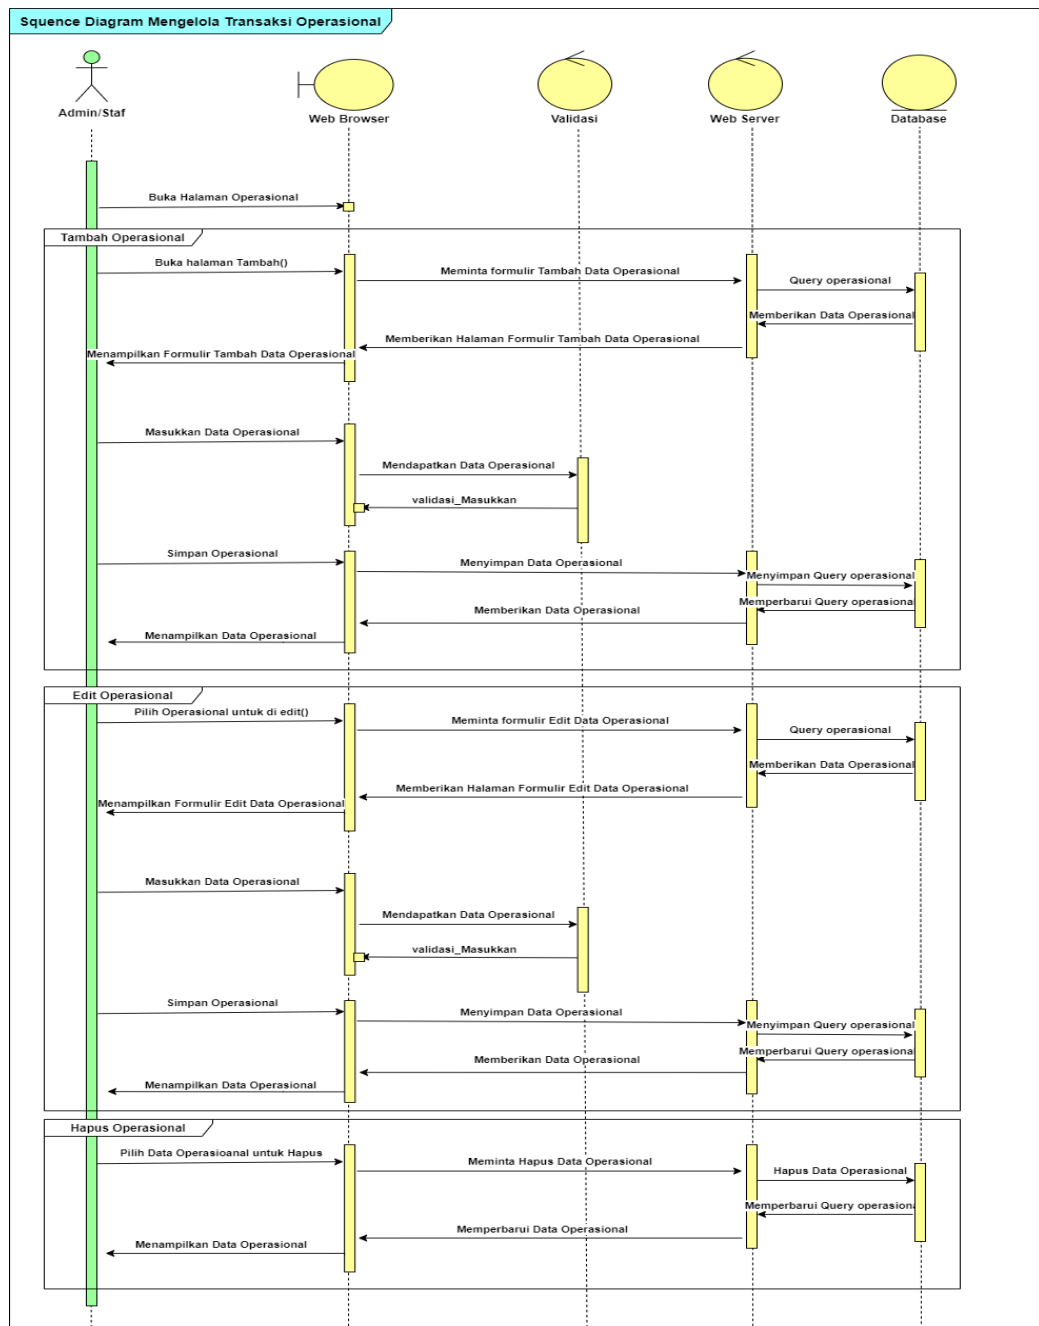 Squence Diagram Mengelola Transaksi Operasional
Admin/Staf
Web Browser
Validasi
Web Server
Database
Buka Halaman Operasional
Tambah Operasional
Buka halaman Tambah()
Meminta formulir Tambah Data Operasional
Query operasional
Memberikan Data Operasional
Memberikan Halaman Formulir Tambah Data Operasional
Menampilkan Formulir Tambah Data Operasional
Masukkan Data Operasional
Mendapatkan Data Operasional
validasi_Masukkan
Simpan Operasional
Menyimpan Data Operasional
Menyimpan Query operasional
Memperbarui Query operasional
Memberikan Data Operasional
Menampilkan Data Operasional
Edit Operasional
Pilih Operasional untuk di edit()
Meminta formulir Edit Data Operasional
Query operasional
Memberikan Data Operasional
Memberikan Halaman Formulir Edit Data Operasional
Menampilkan Formulir Edit Data Operasional
Masukkan Data Operasional
Mendapatkan Data Operasional
validasi_Masukkan
Simpan Operasional
Menyimpan Data Operasional
Menyimpan Query operasional
Memperbarui Query operasional
Memberikan Data Operasional
Menampilkan Data Operasional
Hapus Operasional
Pilih Data Operasioanal untuk Hapus
Meminta Hapus Data Operasional
Hapus Data Operasional
Memperbarui Query operasional
Memperbarui Data Operasional
Menampilkan Data Operasional